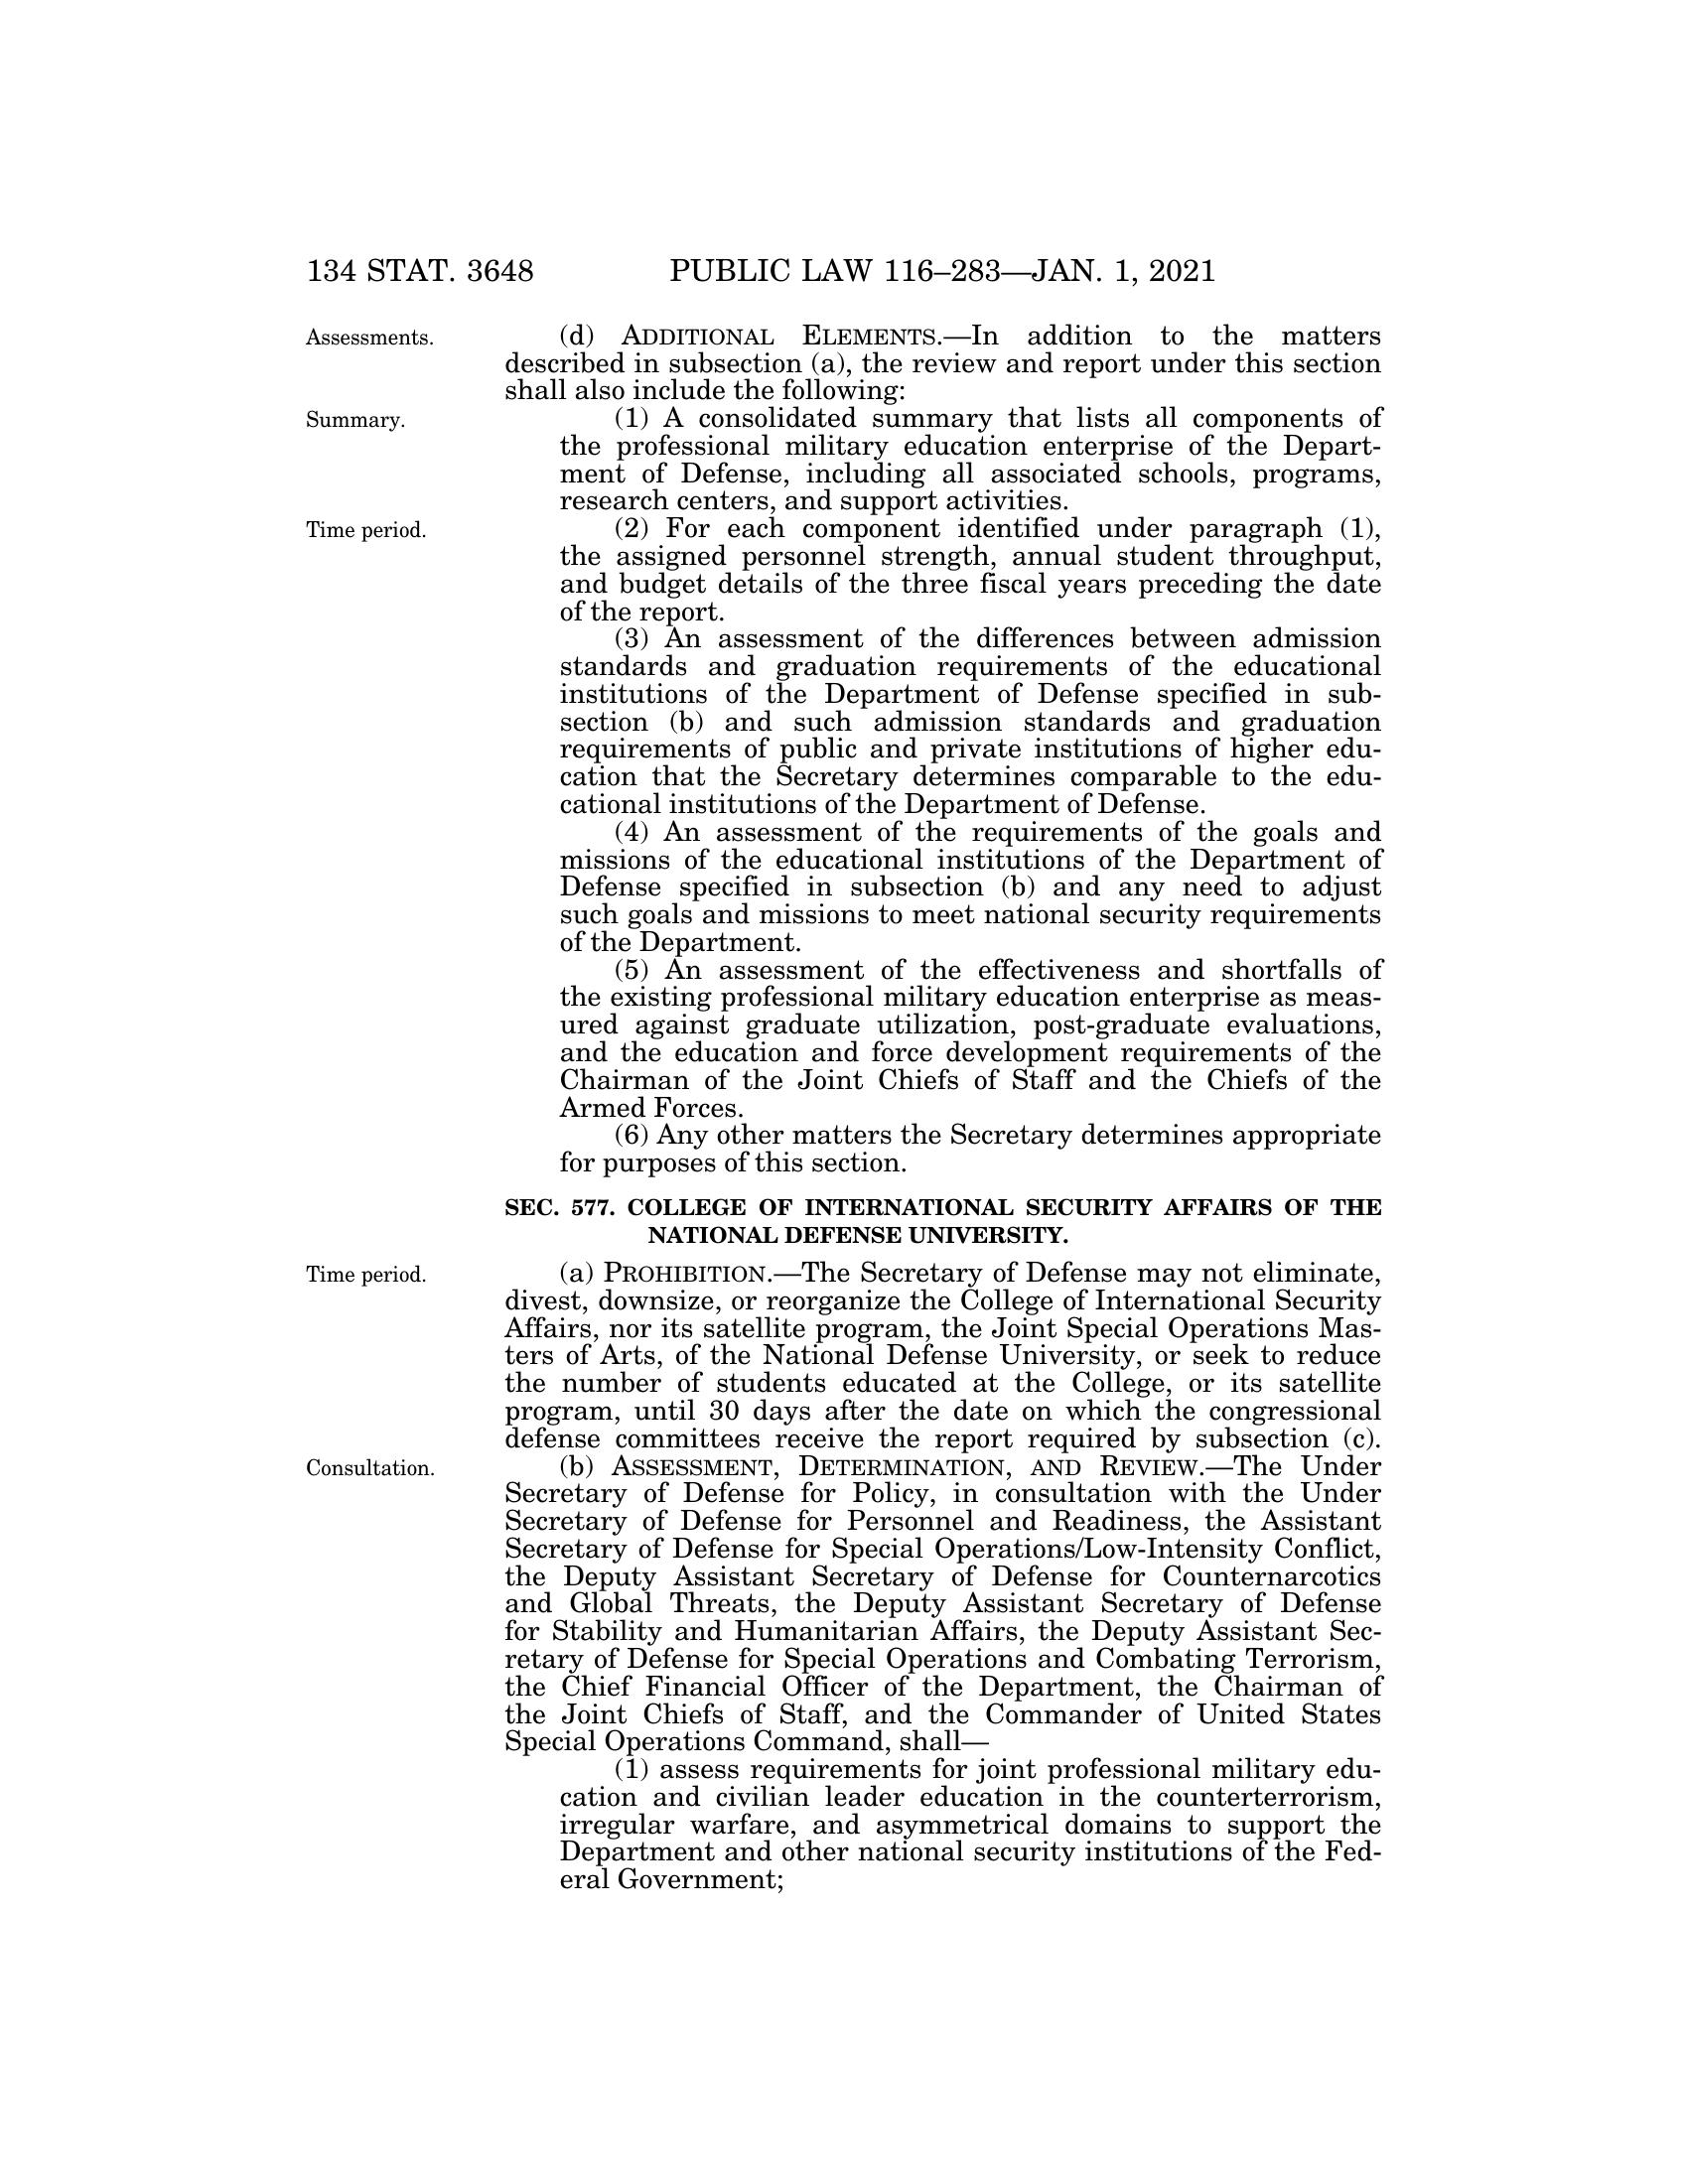 134 STAT. 3648
PUBLIC LAW 116–283—JAN. 1, 2021
Assessments.
(d) ADDITIONAL ELEMENTS.—In addition to the matters
described in subsection (a), the review and report under this section
shall also include the following:
Summary.
(1) A consolidated summary that lists all components of
the professional military education enterprise of the Depart-
ment of Defense, including all associated schools, programs,
research centers, and support activities.
Time period.
(2) For each component identified under paragraph (1),
the assigned personnel strength, annual student throughput,
and budget details of the three fiscal years preceding the date
of the report.
(3) An assessment of the differences between admission
standards and graduation requirements of the educational
institutions of the Department of Defense specified in sub-
section (b) and such admission standards and graduation
requirements of public and private institutions of higher edu-
cation that the Secretary determines comparable to the edu-
cational institutions of the Department of Defense.
(4) An assessment of the requirements of the goals and
missions of the educational institutions of the Department of
Defense specified in subsection (b) and any need to adjust
such goals and missions to meet national security requirements
of the Department.
(5) An assessment of the effectiveness and shortfalls of
the existing professional military education enterprise as meas-
ured against graduate utilization, post-graduate evaluations,
and the education and force development requirements of the
Chairman of the Joint Chiefs of Staff and the Chiefs of the
Armed Forces.
(6) Any other matters the Secretary determines appropriate
for purposes of this section.
SEC. 577. COLLEGE OF INTERNATIONAL SECURITY AFFAIRS OF THE
NATIONAL DEFENSE UNIVERSITY.
Time period.
(a) PROHIBITION.—The Secretary of Defense may not eliminate,
divest, downsize, or reorganize the College of International Security
Affairs, nor its satellite program, the Joint Special Operations Mas-
ters of Arts, of the National Defense University, or seek to reduce
the number of students educated at the College, or its satellite
program, until 30 days after the date on which the congressional
defense committees receive the report required by subsection (c).
Consultation.
(b) ASSESSMENT, DETERMINATION, AND REVIEW.—The Under
Secretary of Defense for Policy, in consultation with the Under
Secretary of Defense for Personnel and Readiness, the Assistant
Secretary of Defense for Special Operations/Low-Intensity Conflict,
the Deputy Assistant Secretary of Defense for Counternarcotics
and Global Threats, the Deputy Assistant Secretary of Defense
for Stability and Humanitarian Affairs, the Deputy Assistant Sec-
retary of Defense for Special Operations and Combating Terrorism,
the Chief Financial Officer of the Department, the Chairman of
the Joint Chiefs of Staff, and the Commander of United States
Special Operations Command, shall—
(1) assess requirements for joint professional military edu-
cation and civilian leader education in the counterterrorism,
irregular warfare, and asymmetrical domains to support the
Department and other national security institutions of the Fed-
eral Government;